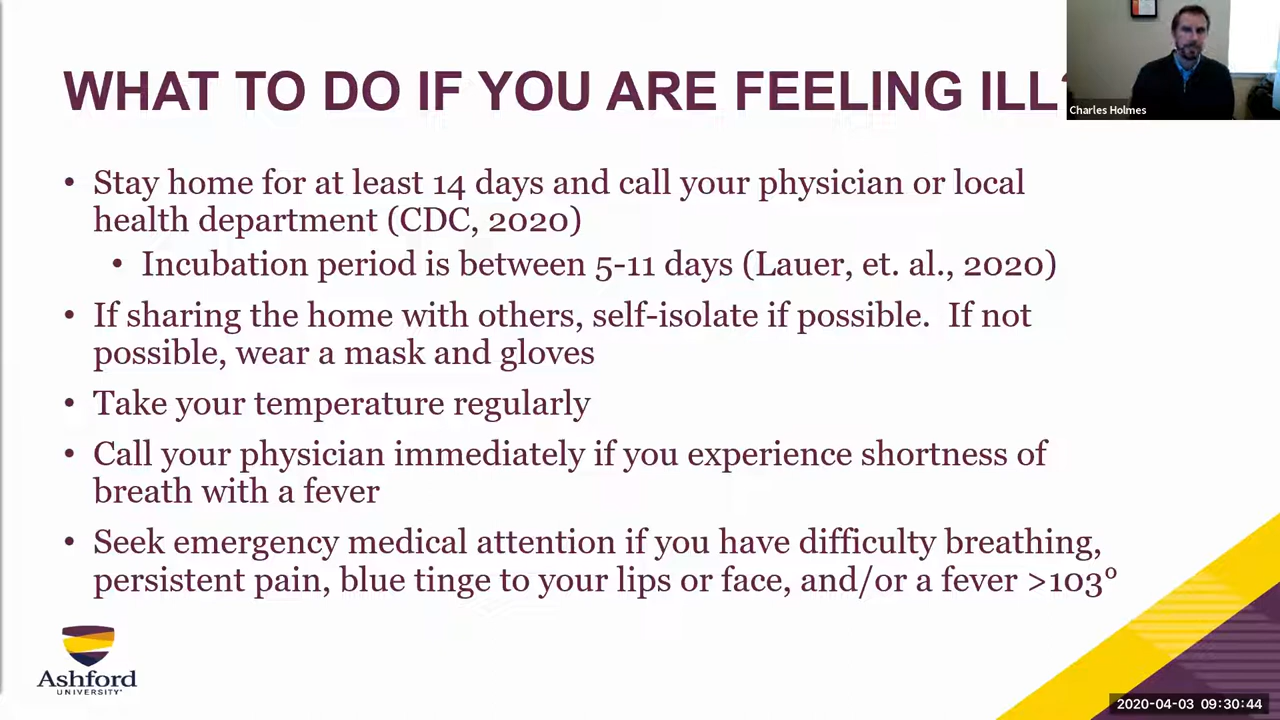 WHAT TO DO IF YOU ARE FEELING ILL?
Charles Holmes
• Stay home for at least 14 days and call your physician or local
health department (CDC, 2020)
• Incubation period is between 5-11 days (Lauer, et. al., 2020)
• If sharing the home with others, self-isolate if possible.  If not
possible, wear a mask and gloves
• Take your temperature regularly
• Call your physician immediately if you experience shortness of
breath with a fever
• Seek emergency medical attention if you have difficulty breathing,
persistent pain, blue tinge to your lips or face, and/or a fever >103°
Ashford
UNIVERSITY
2020-04-03 09:30:44